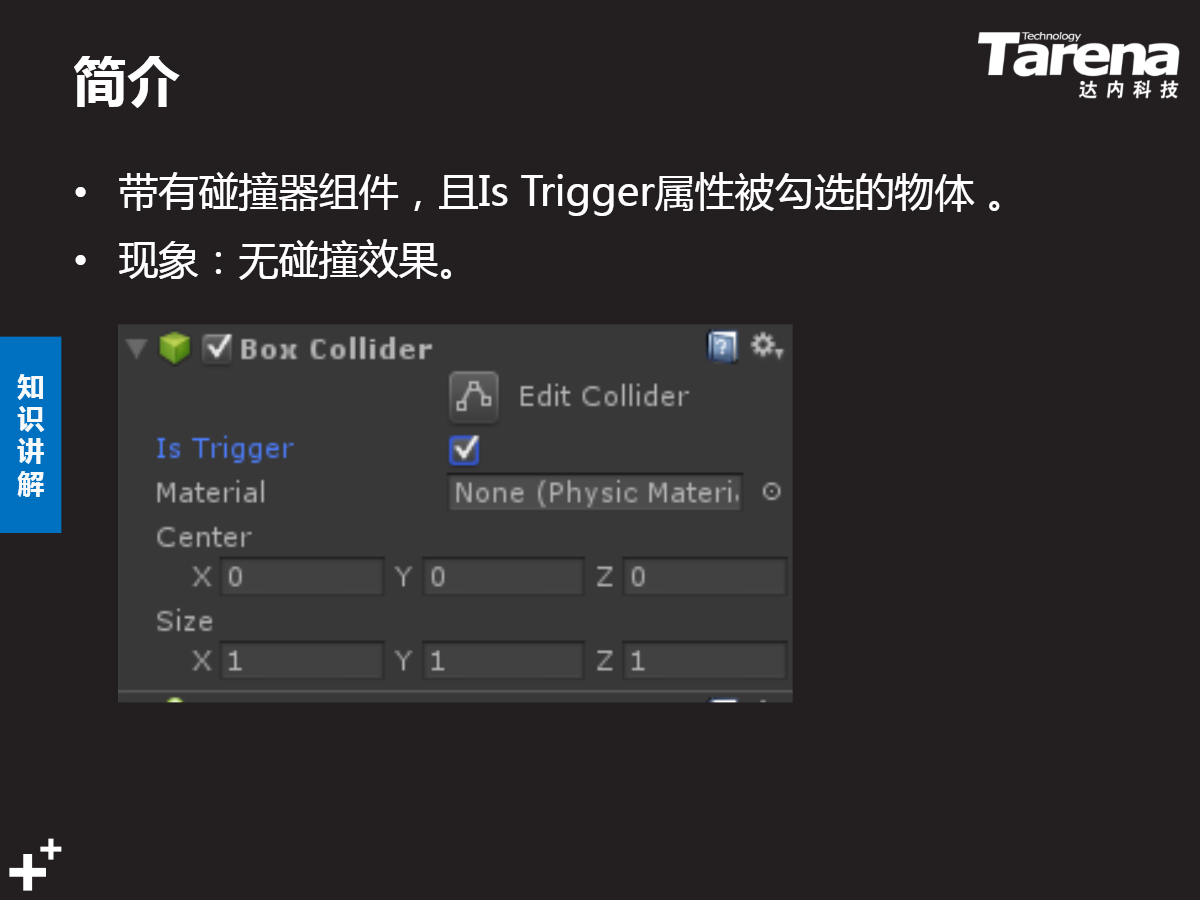 简介
Technology
Tarena
达内科技
• 带有碰撞器组件，且Is Trigger属性被勾选的物体 。
• 现象：无碰撞效果。
知识讲解
Box Collider
Edit Collider
Is Trigger
Material None (Physic Materi
Center
X 0 Y 0 Z 0
Size
X 1 Y 1 Z 1